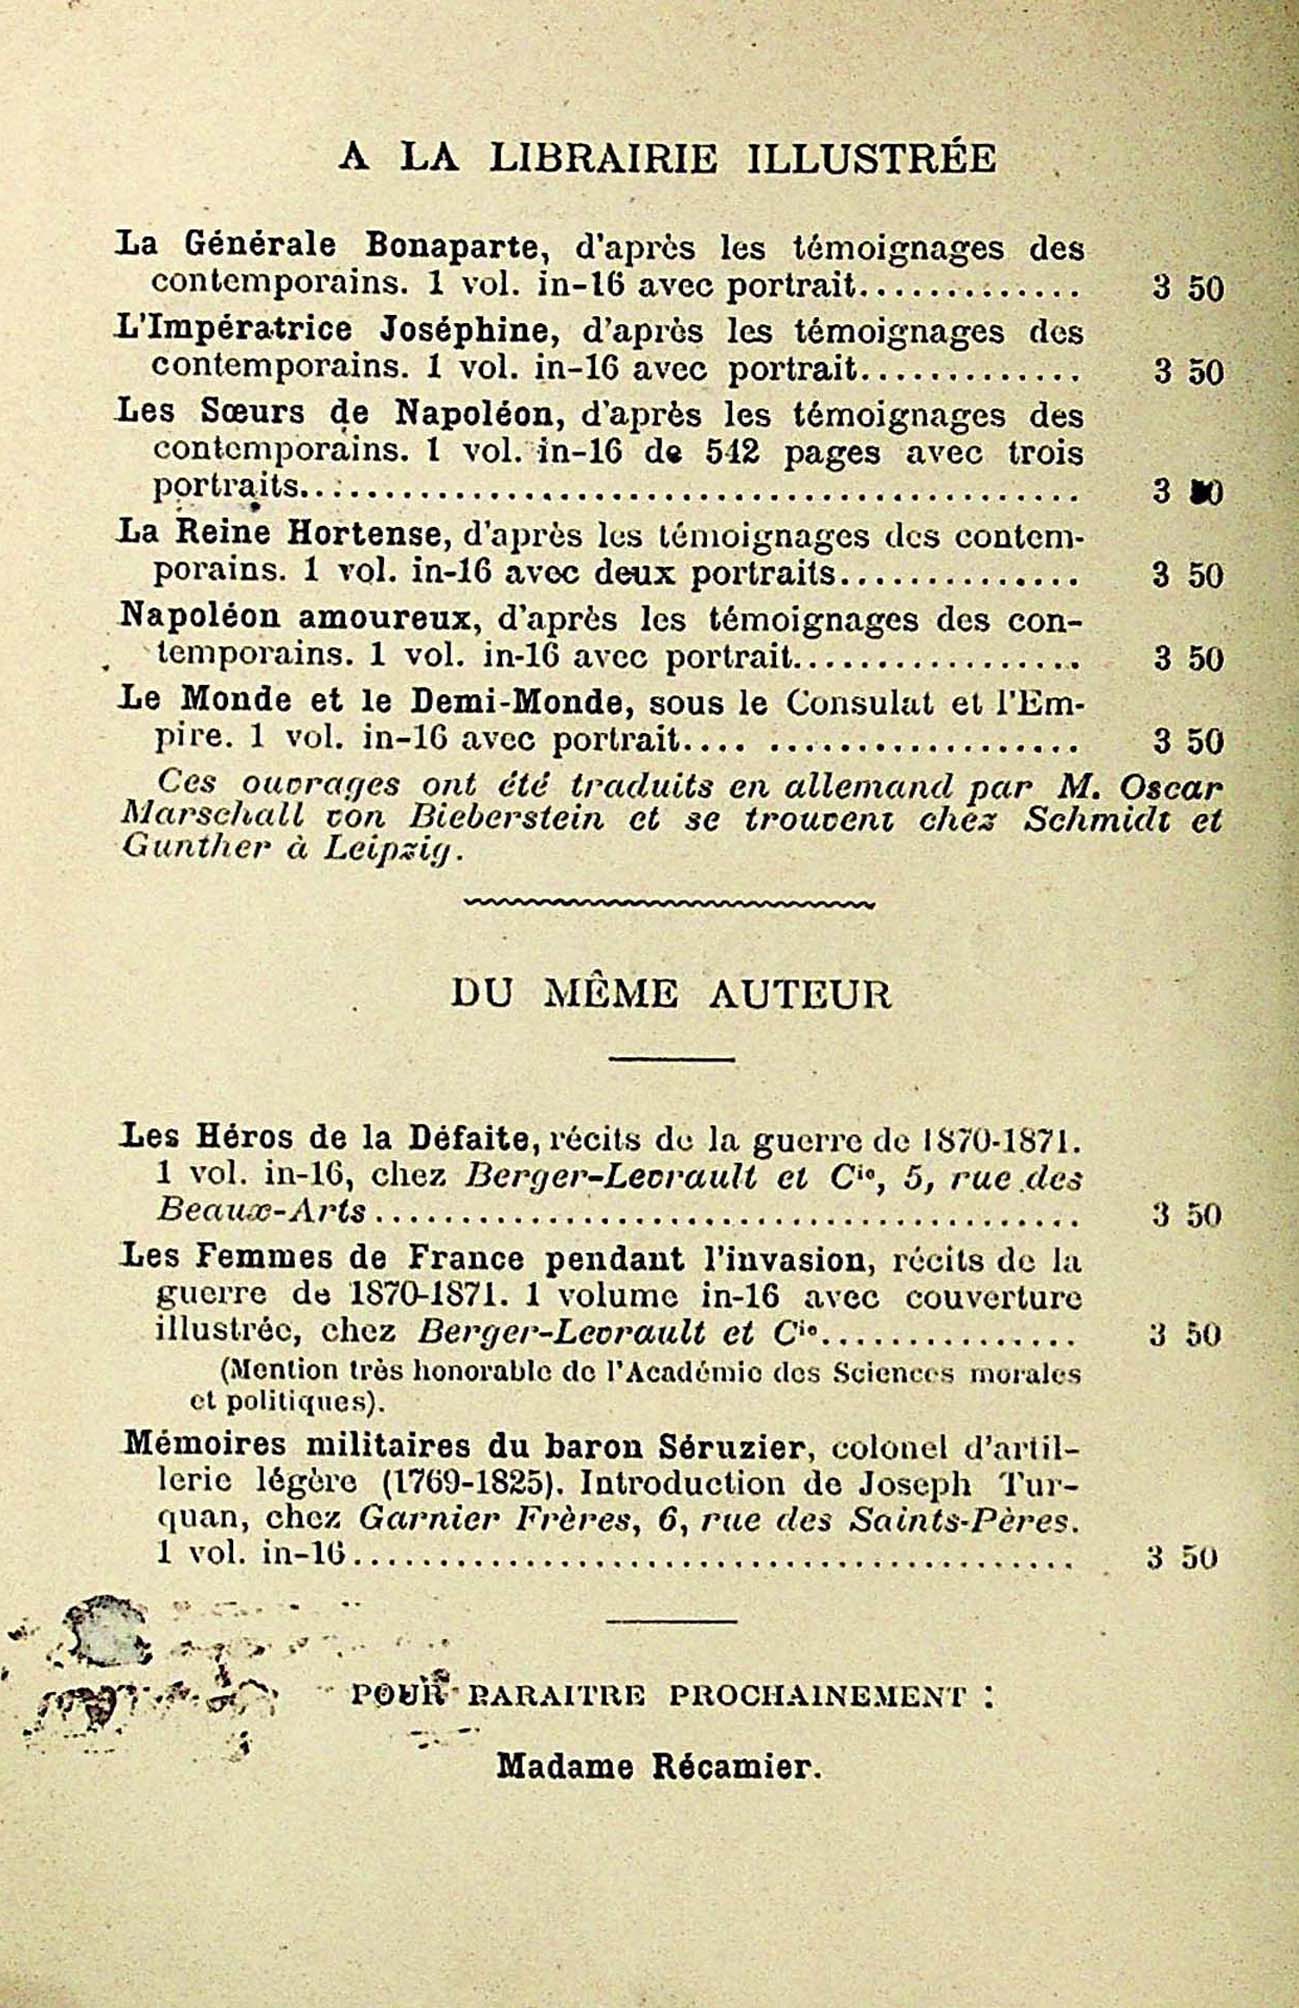 A LA LIBRAIRIE ILLUSTRÉE
La Générale Bonaparte, d'après les témoignages des
contemporains. 1 vol. in-16 avec portrait............. 3 50
L'Impératrice Joséphine, d'après les témoignages des
contemporains. 1 vol. in-16 avec portrait............. 3 50
Les Sœurs de Napoléon, d'après les témoignages des
contemporains. 1 vol. in-16 de 542 pages avec trois
portraits............................................. 3
La Reine Hortense, d'après les témoignages des contem-
porains. 1 vol. in-16 avec deux portraits.............. 3 50
Napoléon amoureux, d'après les témoignages des con-
temporains. 1 vol. in-16 avec portrait................. 3 50
Le Monde et le Demi-Monde, sous le Consulat et l'Em-
pire. 1 vol. in-16 avec portrait.... .................. 3 50
Ces ouvrages ont été traduits en allemand par M. Oscar
Marschall von Bieberstein et se trouvent chez Schmidt et
Gunther à Leipzig.
DU MÊME AUTEUR
Les Héros de la Défaite, récits de la guerre de 1870-1871.
1 vol. in-16, chez Berger-Levrault et Cie, 5, rue des
Beaux-Arts.......................................... 3 50
Les Femmes de France pendant l'invasion, récits de la
guerre de 1870-1871. 1 volume in-16 avec couverture
illustrée, chez Berger-Levrault et Cie............... 3 50
(Mention très honorable de l'Académie des Sciences morales
et politiques).
Mémoires militaires du baron Séruzier, colonel d'artil-
lerie légère (1769-1825). Introduction de Joseph Tur-
quan, chez Garnier Frères, 6, rue des Saints-Pères.
1 vol. in-16........................................... 3 50
POUR PARAITRE PROCHAINEMENT :
Madame Récamier.